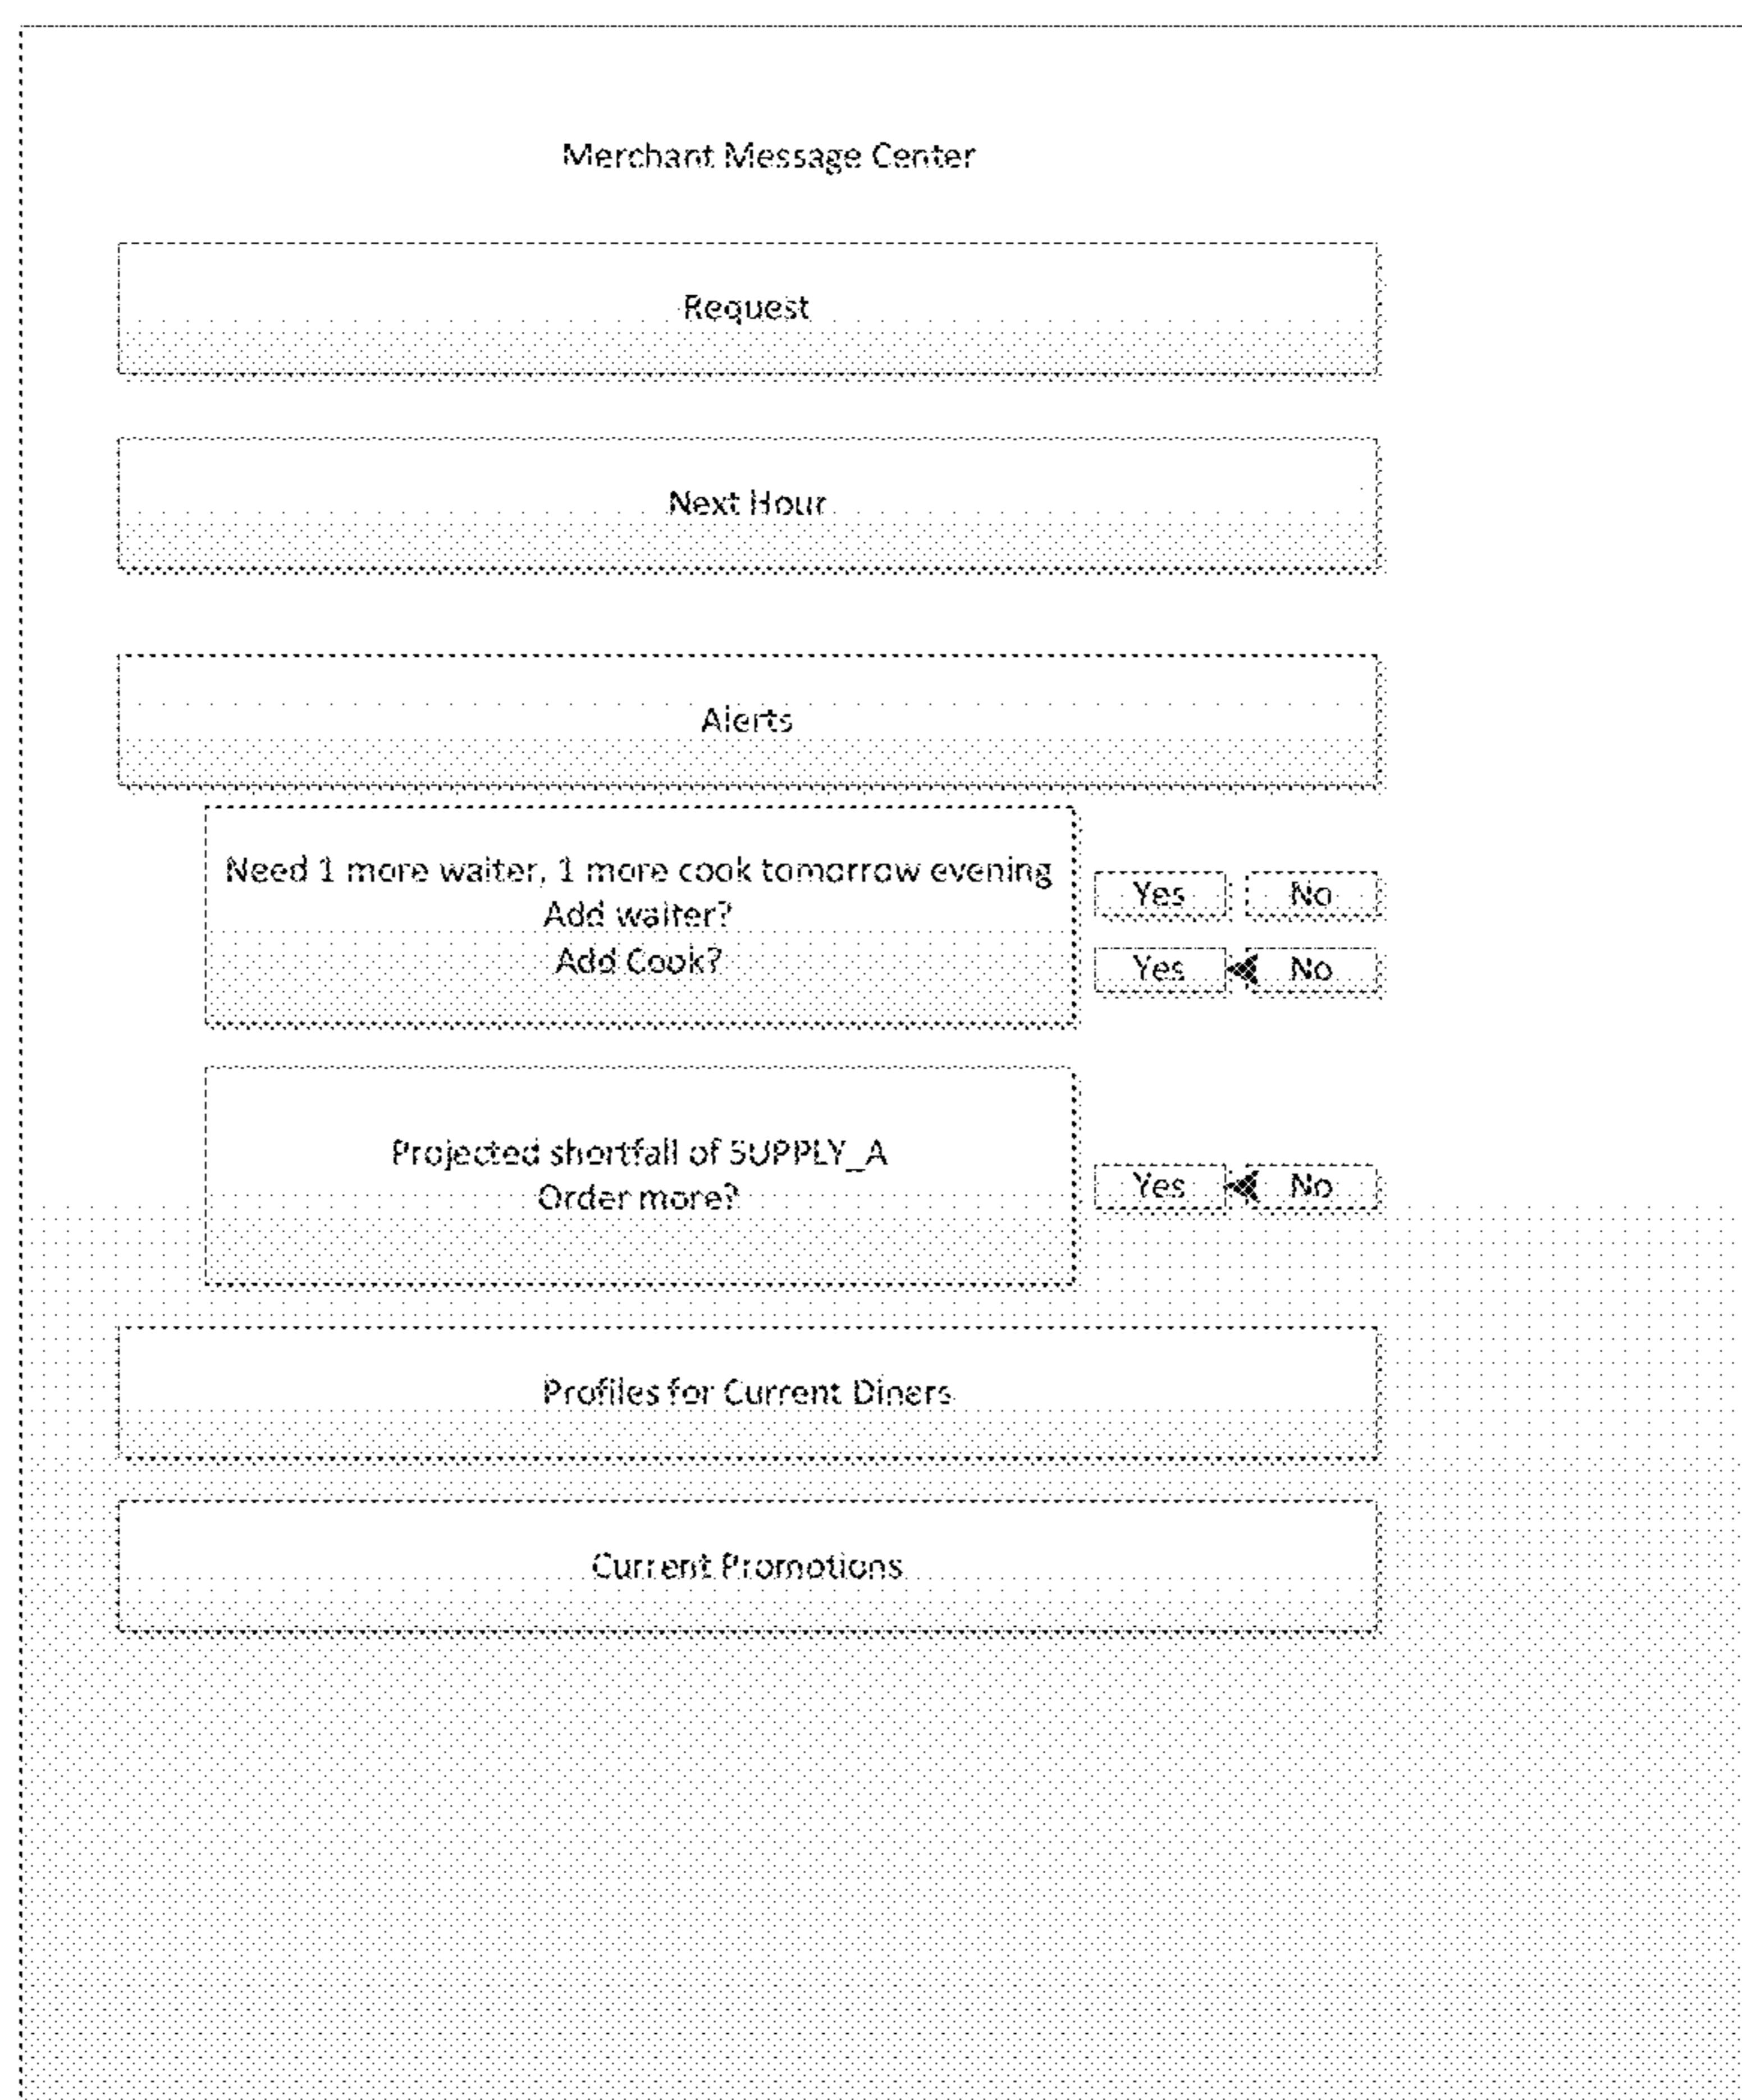 Merchant Message Center
Request
Next Hour
Alerts
Need 1 more waiter, 1 more cook tomorrow evening
Add waiter?
Add Cook?
Yes No
Yes No
Projected shortfall of SUPPLY_A
Order more?
Yes No
Profiles for Current Diners
Current Promotions